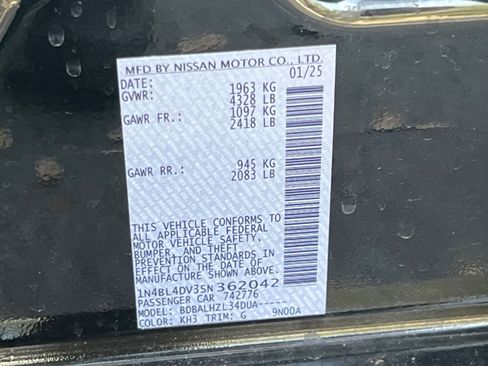 MFD BY NISSAN MOTOR CO., LTD.
DATE: 01/25
GVWR: 1963 KG
4328 LB
GAWR FR.: 1097 KG
2418 LB
GAWR RR.: 945 KG
2083 LB
THIS VEHICLE CONFORMS TO
ALL APPLICABLE FEDERAL
MOTOR VEHICLE SAFETY,
BUMPER, AND THEFT
PREVENTION STANDARDS IN
EFFECT ON THE DATE OF
MANUFACTURE SHOWN ABOVE.
1N4BL4DV3SN362042
PASSENGER CAR 742776
MODEL: BDBALHZL34DUA-----
COLOR: KH3 TRIM: G 9N00A